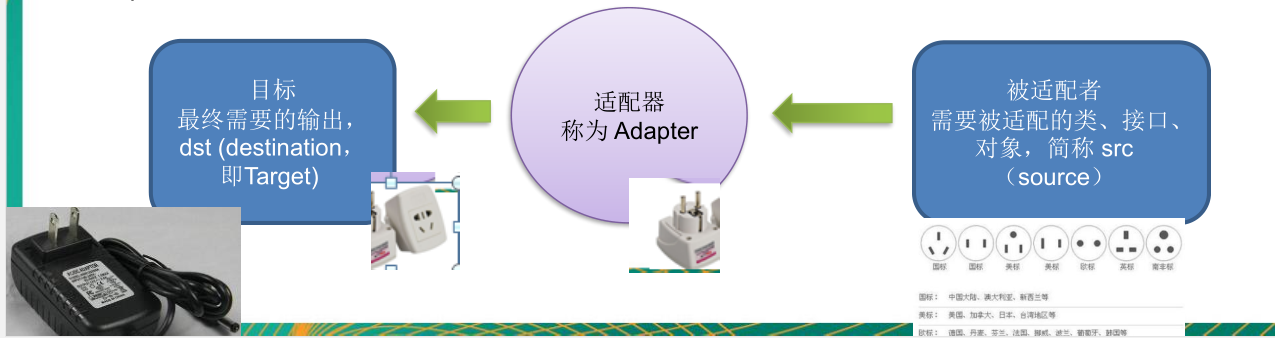 目标
最终需要的输出，
dst (destination，
即Target)
适配器
称为 Adapter
被适配者
需要被适配的类、接口、
对象，简称 src
（source）
国标
国标
美标
美标
欧标
英标
南非标
国标： 中国大陆、澳大利亚、新西兰等
美标： 美国、加拿大、日本、台湾地区等
欧标： 德国、丹麦、芬兰、法国、挪威、波兰、葡萄牙、韩国等